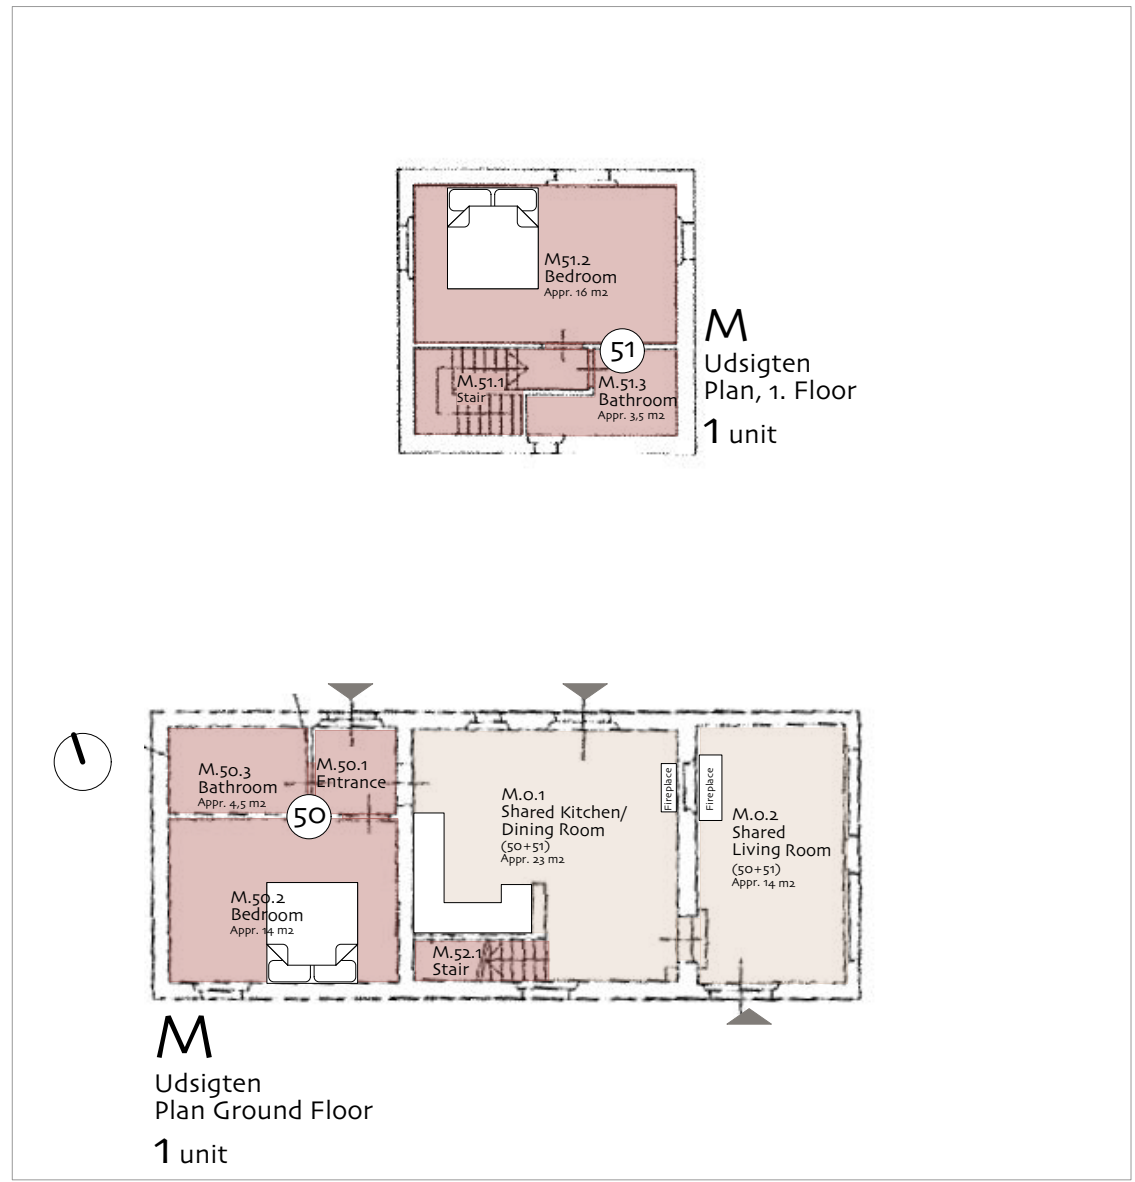 M51.2
Bedroom
Appr. 16 m2
51
M.51.1
Stair
M.51.3
Bathroom
Appr. 3,5 m2
M
Udsigten
Plan, 1. Floor
1 unit
M.50.3
Bathroom
Appr. 4,5 m2
M.50.1
Entrance
50
M.50.2
Bedroom
Appr. 14 m2
M.0.1
Shared Kitchen/
Dining Room
(50+51)
Appr. 23 m2
Fireplace
Fireplace
M.0.2
Shared
Living Room
(50+51)
Appr. 14 m2
M.52.1
Stair
M
Udsigten
Plan Ground Floor
1 unit